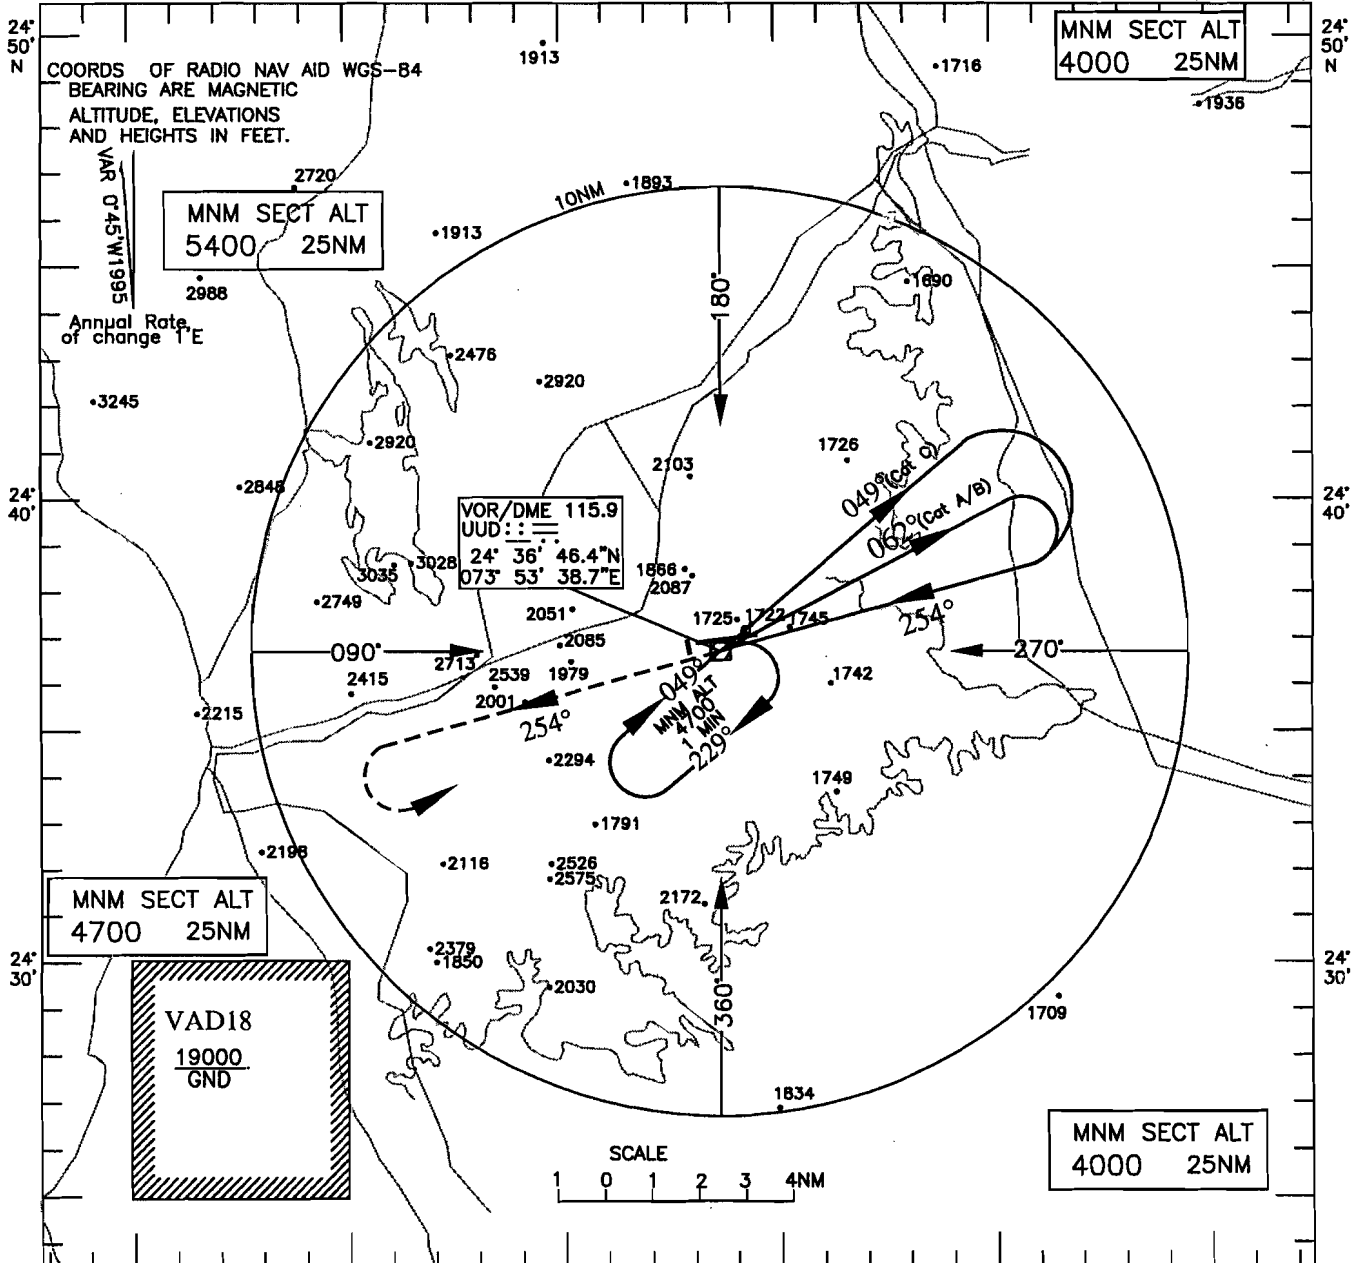 24° 50' N
MNM SECT ALT
4000 25NM
24° 50' N
COORDS OF RADIO NAV AID WGS-84
BEARING ARE MAGNETIC
ALTITUDE, ELEVATIONS
AND HEIGHTS IN FEET.
1913
1716
1936
VAR 0°45'W1995
Annual Rate
of change 1'E
2720
MNM SECT ALT
5400 25NM
2988
10NM
1893
1913
180°
1690
2476
2920
3245
2920
2103
1726
049° (Cat C)
062° (Cat A/B)
24° 40'
24° 40'
2848
VOR/DME 115.9
UUD
24° 36' 46.4"N
073° 53' 38.7"E
3035
3028
1866
2087
2749
2051
1725
1722
1745
254°
090°
2085
270°
2713
2539
1979
049°
MNM ALT
4700
1 MIN
229°
1742
2415
2001
254°
2215
2294
1749
1791
2198
2116
2526
2575
2172
MNM SECT ALT
4700 25NM
2379
1850
24° 30'
24° 30'
2030
360°
1709
VAD18
19000
GND
1834
MNM SECT ALT
4000 25NM
SCALE
1 0 1 2 3 4NM